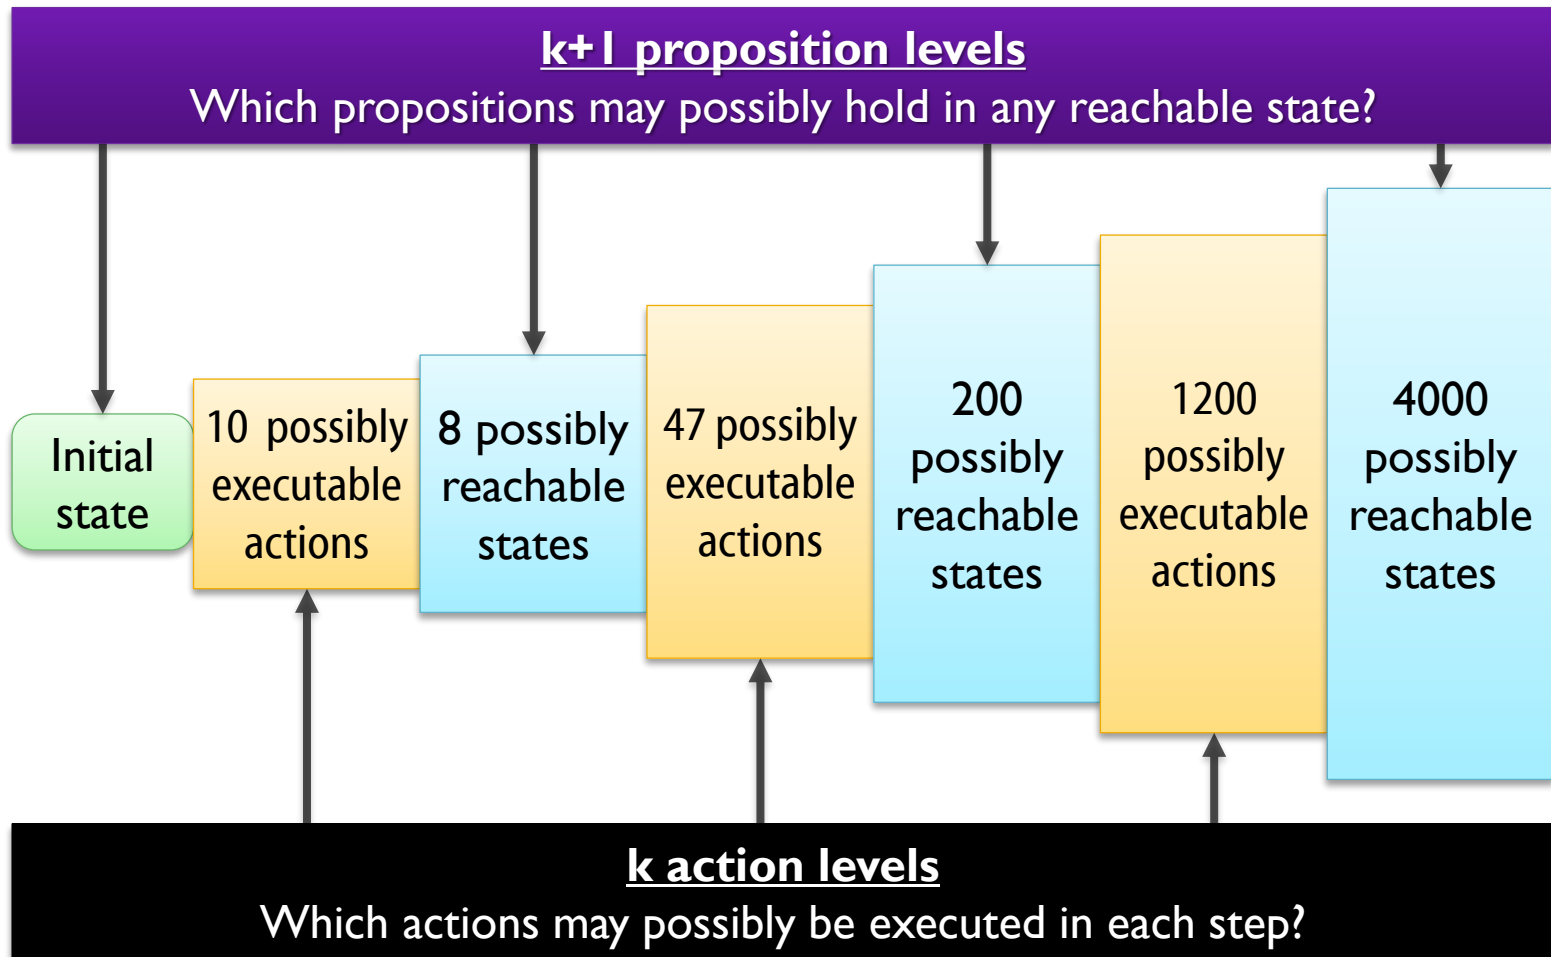 k+1 proposition levels
Which propositions may possibly hold in any reachable state?
Initial
state
10 possibly
executable
actions
8 possibly
reachable
states
47 possibly
executable
actions
200
possibly
reachable
states
1200
possibly
executable
actions
4000
possibly
reachable
states
k action levels
Which actions may possibly be executed in each step?